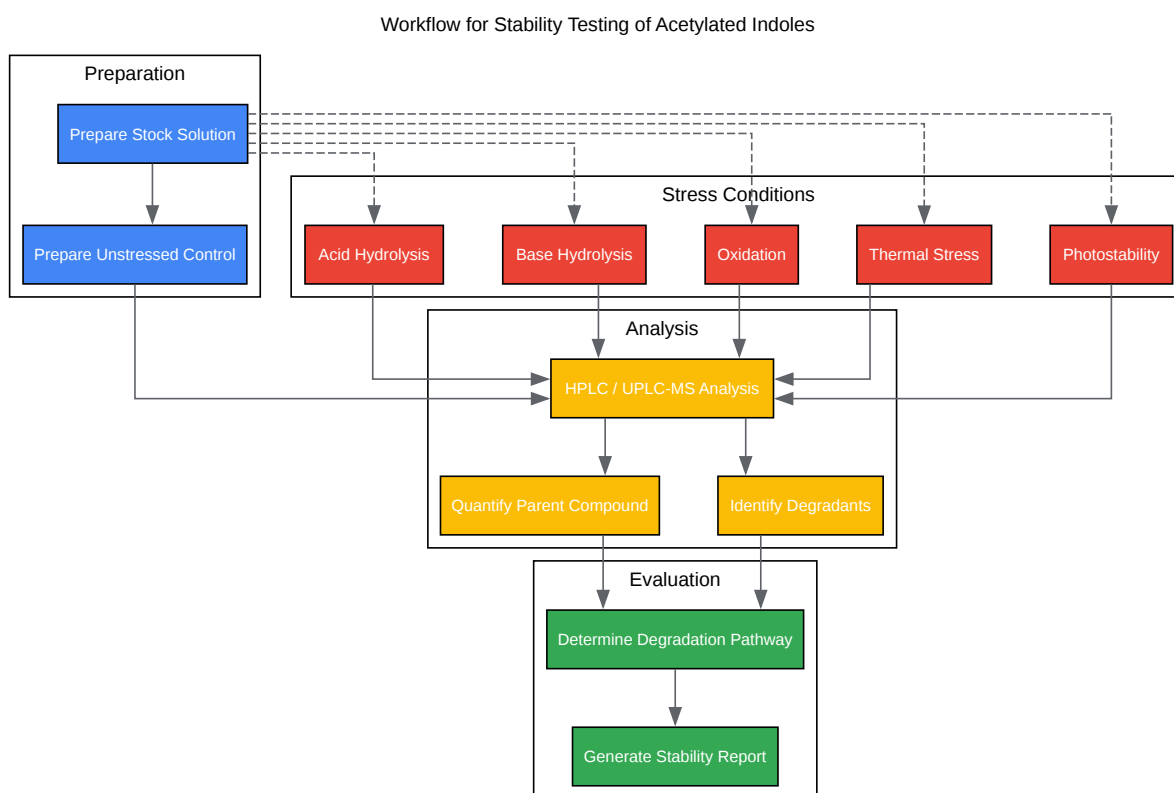 Workflow for Stability Testing of Acetylated Indoles
Preparation
Prepare Stock Solution
Prepare Unstressed Control
Stress Conditions
Acid Hydrolysis
Base Hydrolysis
Oxidation
Thermal Stress
Photostability
Analysis
HPLC / UPLC-MS Analysis
Quantify Parent Compound
Identify Degradants
Evaluation
Determine Degradation Pathway
Generate Stability Report